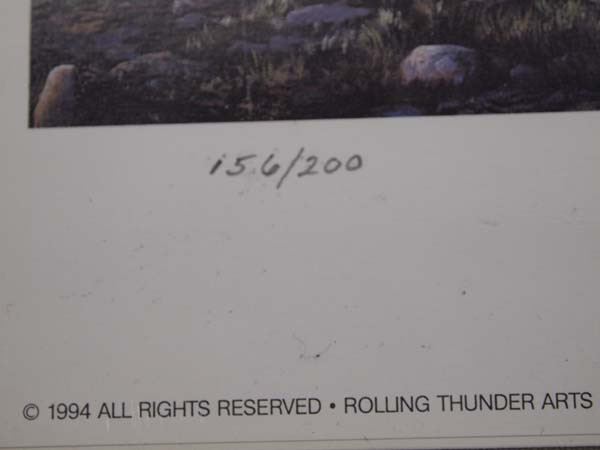 156/200
© 1994 ALL RIGHTS RESERVED • ROLLING THUNDER ARTS